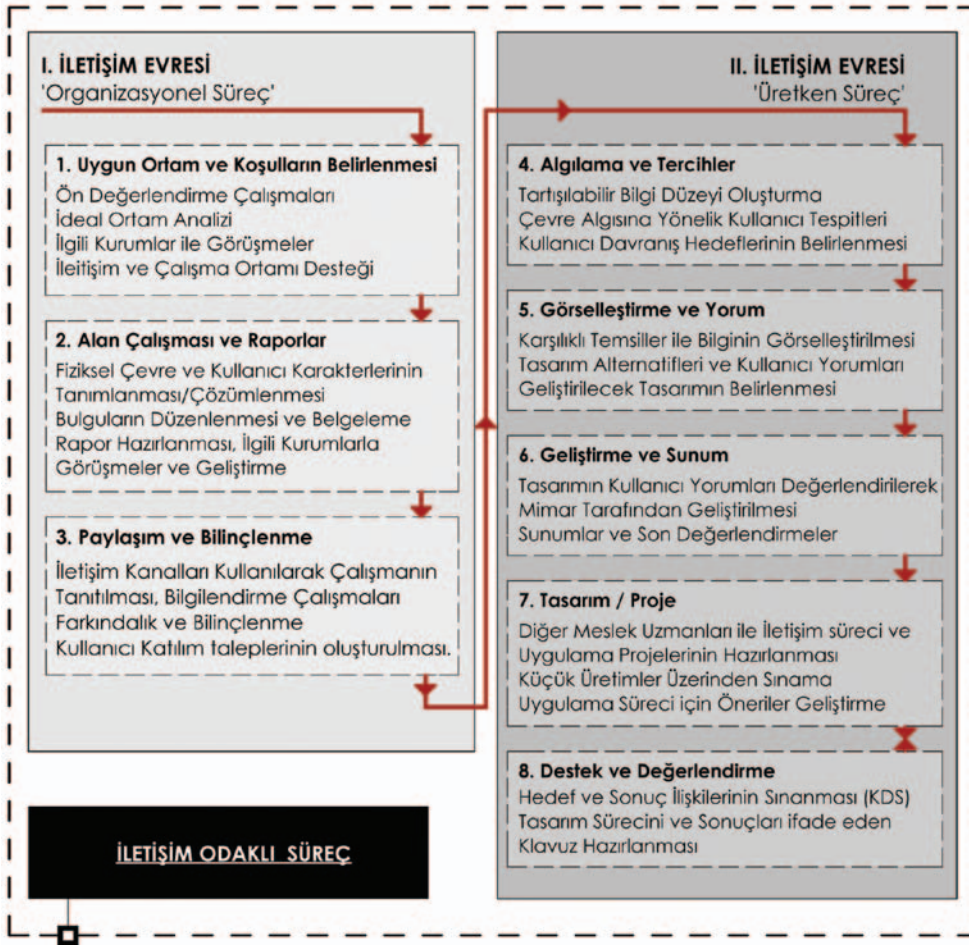 I. İLETİŞİM EVRESİ
'Organizasyonel Süreç'
1. Uygun Ortam ve Koşulların Belirlenmesi
Ön Değerlendirme Çalışmaları
İdeal Ortam Analizi
İlgili Kurumlar ile Görüşmeler
İleitişim ve Çalışma Ortamı Desteği
2. Alan Çalışması ve Raporlar
Fiziksel Çevre ve Kullanıcı Karakterlerinin
Tanımlanması/Çözümlenmesi
Bulguların Düzenlenmesi ve Belgeleme
Rapor Hazırlanması, İlgili Kurumlarla
Görüşmeler ve Geliştirme
3. Paylaşım ve Bilinçlenme
İletişim Kanalları Kullanılarak Çalışmanın
Tanıtılması, Bilgilendirme Çalışmaları
Farkındalık ve Bilinçlenme
Kullanıcı Katılım taleplerinin oluşturulması.
II. İLETİŞİM EVRESİ
'Üretken Süreç'
4. Algılama ve Tercihler
Tartışılabilir Bilgi Düzeyi Oluşturma
Çevre Algısına Yönelik Kullanıcı Tespitleri
Kullanıcı Davranış Hedeflerinin Belirlenmesi
5. Görselleştirme ve Yorum
Karşılıklı Temsiller ile Bilginin Görselleştirilmesi
Tasarım Alternatifleri ve Kullanıcı Yorumları
Geliştirilecek Tasarımın Belirlenmesi
6. Geliştirme ve Sunum
Tasarımın Kullanıcı Yorumları Değerlendirilerek
Mimar Tarafından Geliştirilmesi
Sunumlar ve Son Değerlendirmeler
7. Tasarım / Proje
Diğer Meslek Uzmanları ile İletişim süreci ve
Uygulama Projelerinin Hazırlanması
Küçük Üretimler Üzerinden Sınama
Uygulama Süreci için Öneriler Geliştirme
8. Destek ve Değerlendirme
Hedef ve Sonuç İlişkilerinin Sınanması (KDS)
Tasarım Sürecini ve Sonuçları ifade eden
Klavuz Hazırlanması
İLETİŞİM ODAKLI SÜREÇ